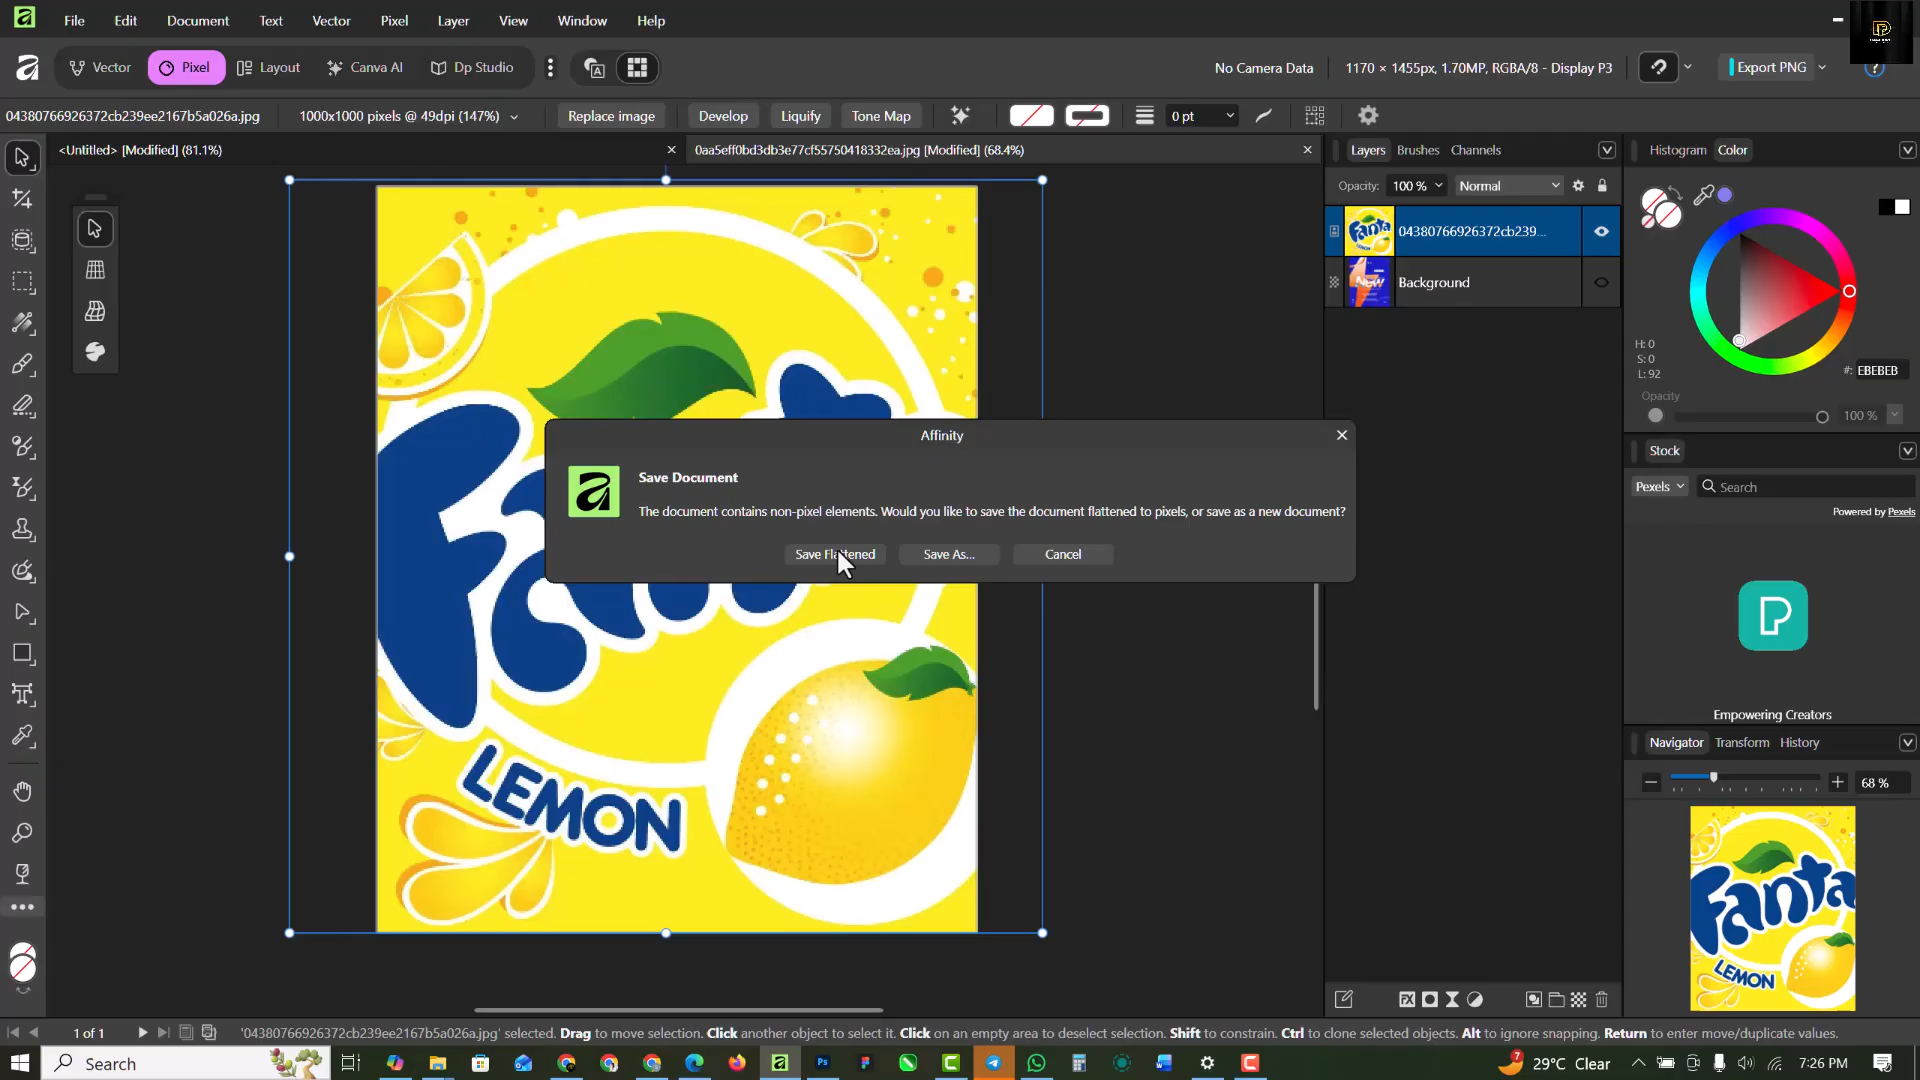 File Edit Document Text Vector Pixel Layer View Window Help
Vector Pixel Layout Canva AI Dp Studio
No Camera Data 1170 × 1455px, 1.70MP, RGBA/8 - Display P3 Export PNG ?
04380766926372cb239ee2167b5a026a.jpg 1000x1000 pixels @ 49dpi (147%) Replace image Develop Liquify Tone Map 0 pt
<Untitled> [Modified] (81.1%) 0aa5eff0bd3db3e77cf55750418332ea.jpg [Modified] (68.4%)
Layers Brushes Channels
Histogram Color
Opacity: 100 % Normal
04380766926372cb239...
Background
New
Fanta
LEMON
H: 0
S: 0
L: 92
#: EBEBEB
Opacity
100 %
Affinity
Save Document
The document contains non-pixel elements. Would you like to save the document flattened to pixels, or save as a new document?
Save Flattened Save As... Cancel
Stock
Pexels Search
Powered by Pexels
Empowering Creators
Navigator Transform History
68 %
Fanta
LEMON
1 of 1
'04380766926372cb239ee2167b5a026a.jpg' selected. Drag to move selection. Click another object to select it. Click on an empty area to deselect selection. Shift to constrain. Ctrl to clone selected objects. Alt to ignore snapping. Return to enter move/duplicate values.
Search
7 29°C Clear 7:26 PM